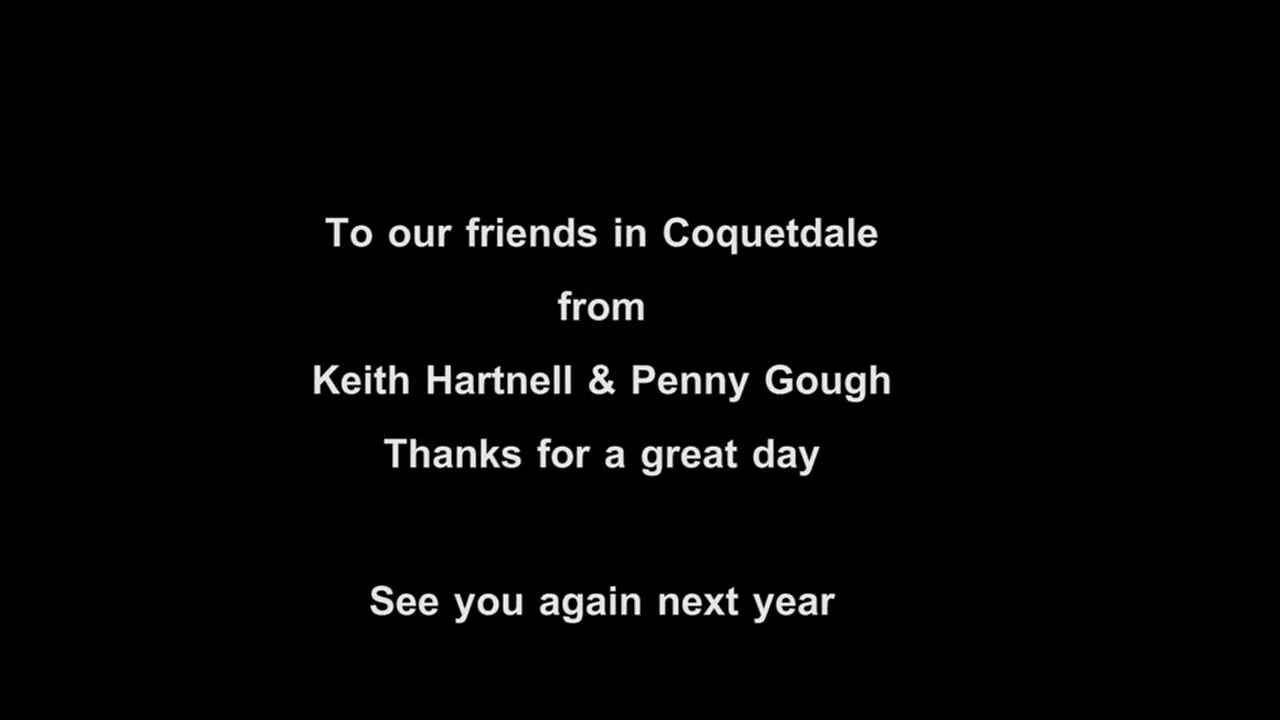 To our friends in Coquetdale
from
Keith Hartnell & Penny Gough
Thanks for a great day
See you again next year